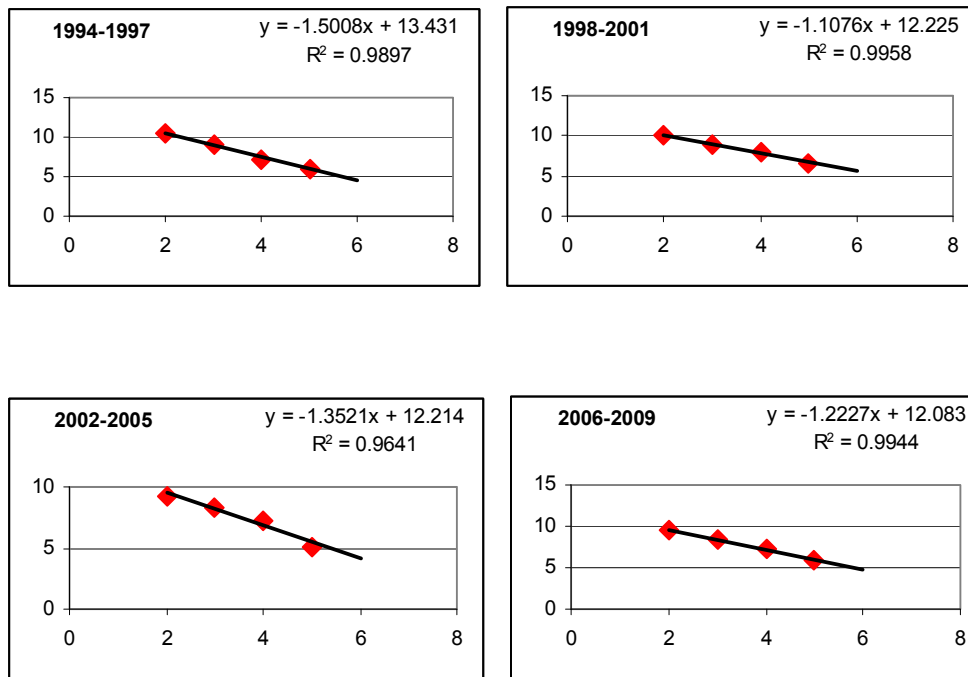 1994-1997
y = -1.5008x + 13.431
R² = 0.9897
15
10
5
0
0 2 4 6 8
1998-2001
y = -1.1076x + 12.225
R² = 0.9958
15
10
5
0
0 2 4 6 8
2002-2005
y = -1.3521x + 12.214
R² = 0.9641
10
5
0
0 2 4 6 8
2006-2009
y = -1.2227x + 12.083
R² = 0.9944
15
10
5
0
0 2 4 6 8